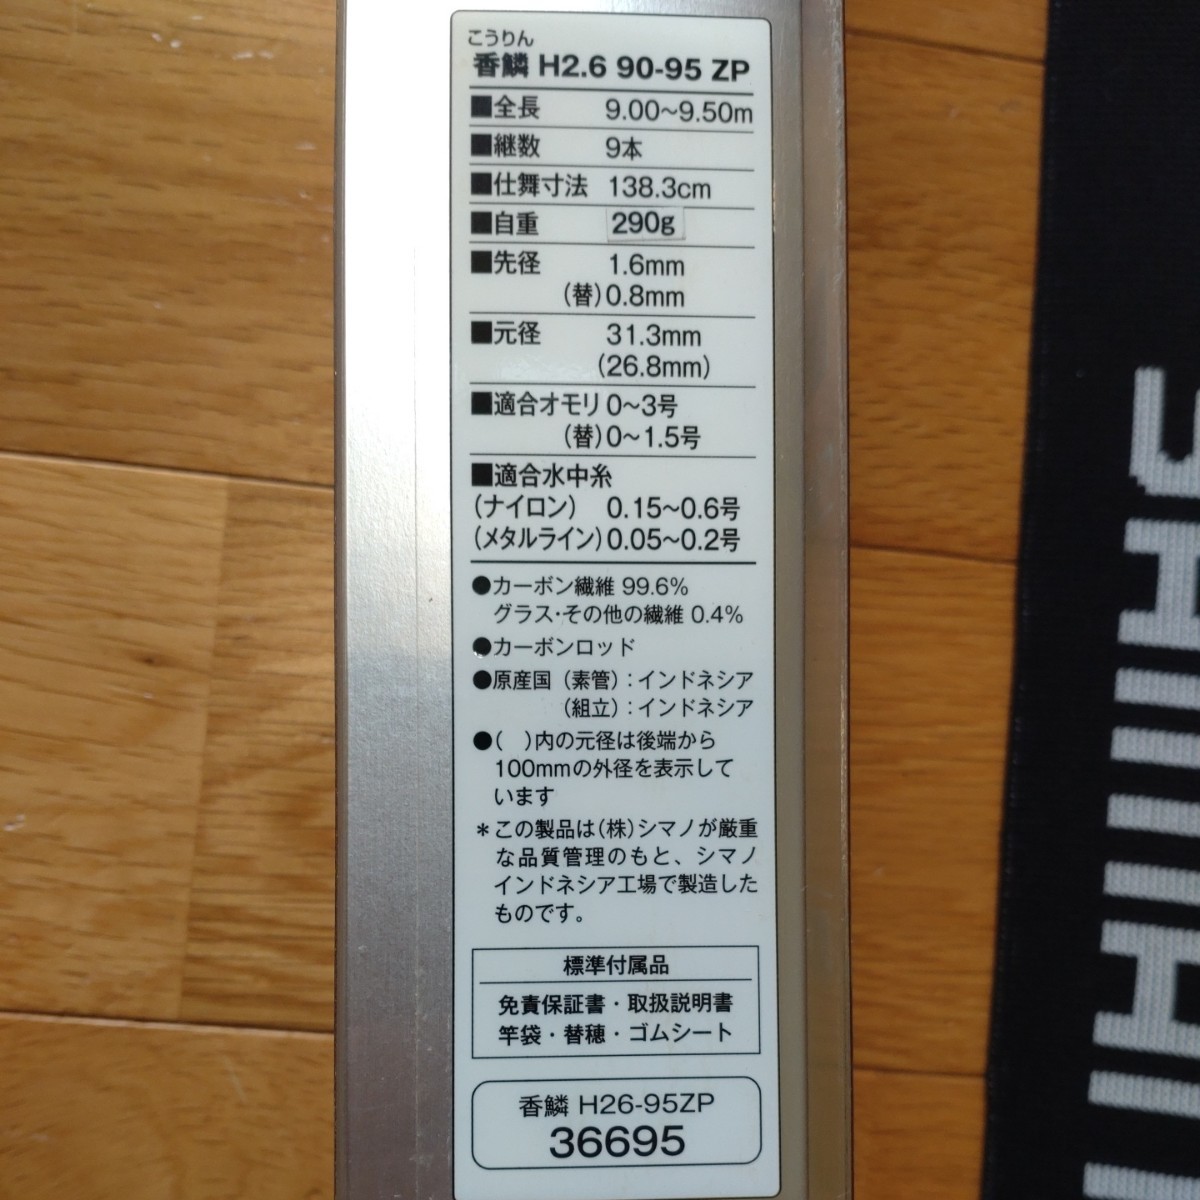 こうりん
香鱗 H2.6 90-95 ZP
■全長 9.00~9.50m
■継数 9本
■仕舞寸法 138.3cm
■自重 290g
■先径 1.6mm
(替)0.8mm
■元径 31.3mm
(26.8mm)
■適合オモリ 0~3号
(替)0~1.5号
■適合水中糸
(ナイロン) 0.15~0.6号
(メタルライン)0.05~0.2号
●カーボン繊維 99.6%
グラス・その他の繊維 0.4%
●カーボンロッド
●原産国(素管):インドネシア
(組立):インドネシア
●( )内の元径は後端から
100mmの外径を表示して
います
*この製品は(株)シマノが厳重
な品質管理のもと、シマノ
インドネシア工場で製造した
ものです。
標準付属品
免責保証書・取扱説明書
竿袋・替穂・ゴムシート
香鱗 H26-95ZP
36695